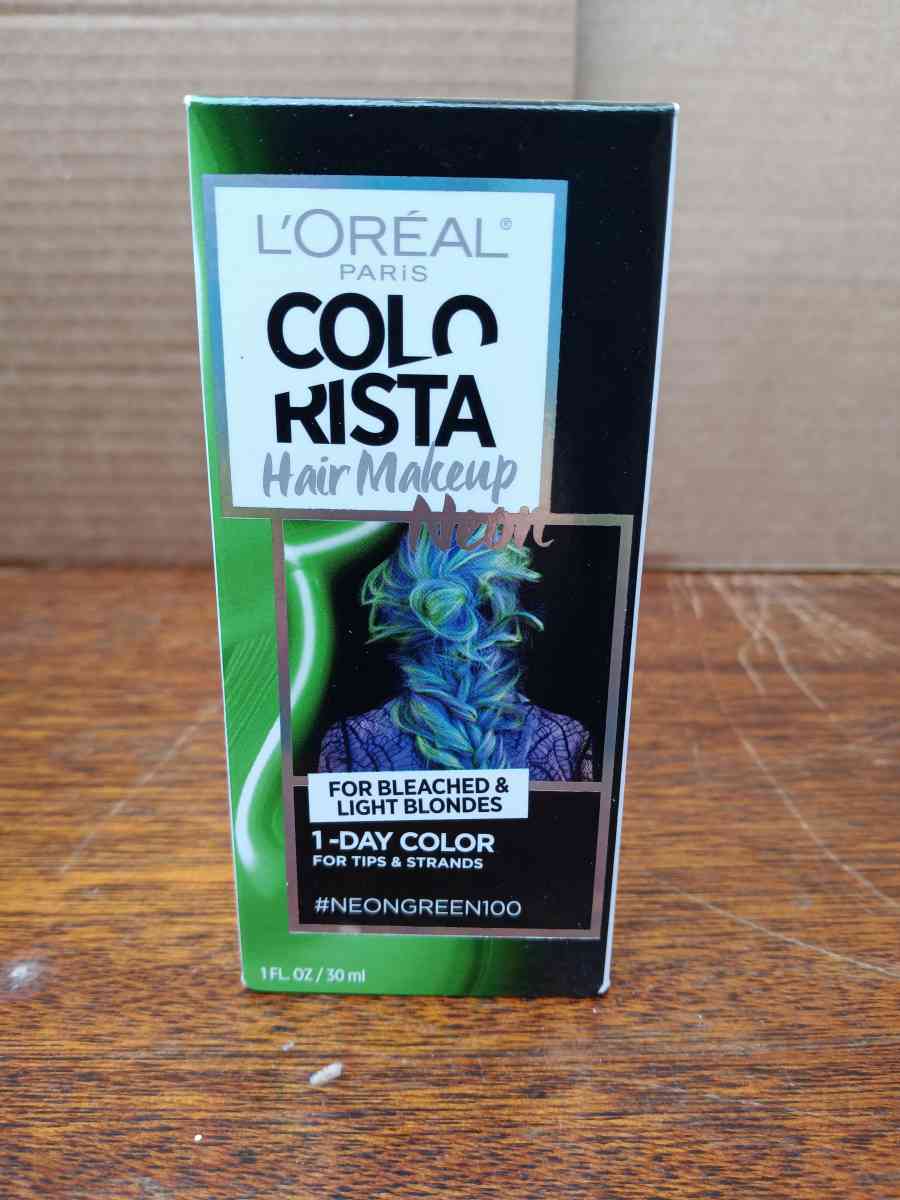 L'ORÉAL®
PARiS
COLO
RISTA
Hair Makeup
Neon
FOR BLEACHED &
LIGHT BLONDES
1-DAY COLOR
FOR TIPS & STRANDS
#NEONGREEN100
1 FL. OZ / 30 ml